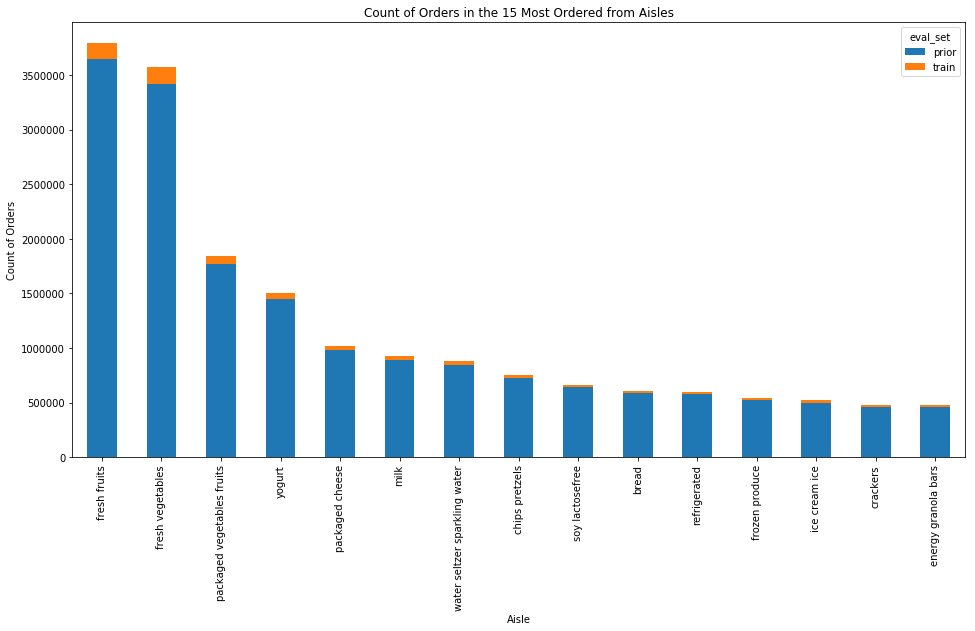 Count of Orders in the 15 Most Ordered from Aisles
eval_set
prior
train
Count of Orders
3500000
3000000
2500000
2000000
1500000
1000000
500000
0
fresh fruits
fresh vegetables
packaged vegetables fruits
yogurt
packaged cheese
milk
water seltzer sparkling water
chips pretzels
soy lactosefree
bread
refrigerated
frozen produce
ice cream ice
crackers
energy granola bars
Aisle